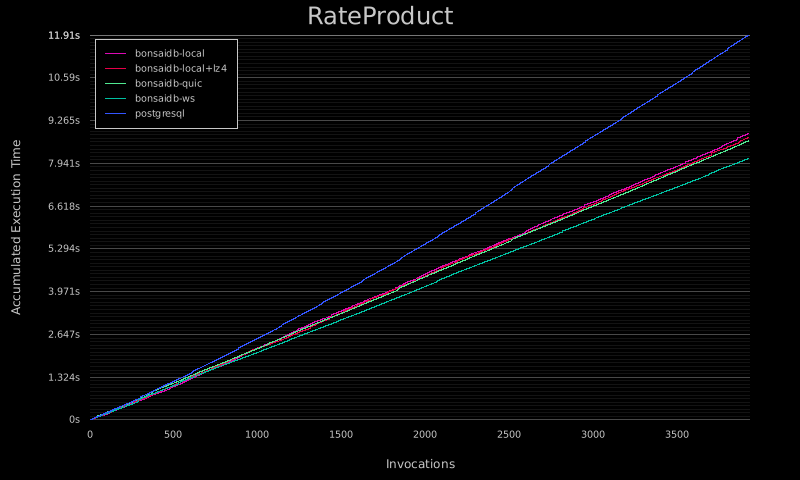 RateProduct
11.91s
10.59s
9.265s
7.941s
6.618s
5.294s
3.971s
2.647s
1.324s
0s
Accumulated Execution Time
bonsaidb-local
bonsaidb-local+lz4
bonsaidb-quic
bonsaidb-ws
postgresql
0 500 1000 1500 2000 2500 3000 3500
Invocations